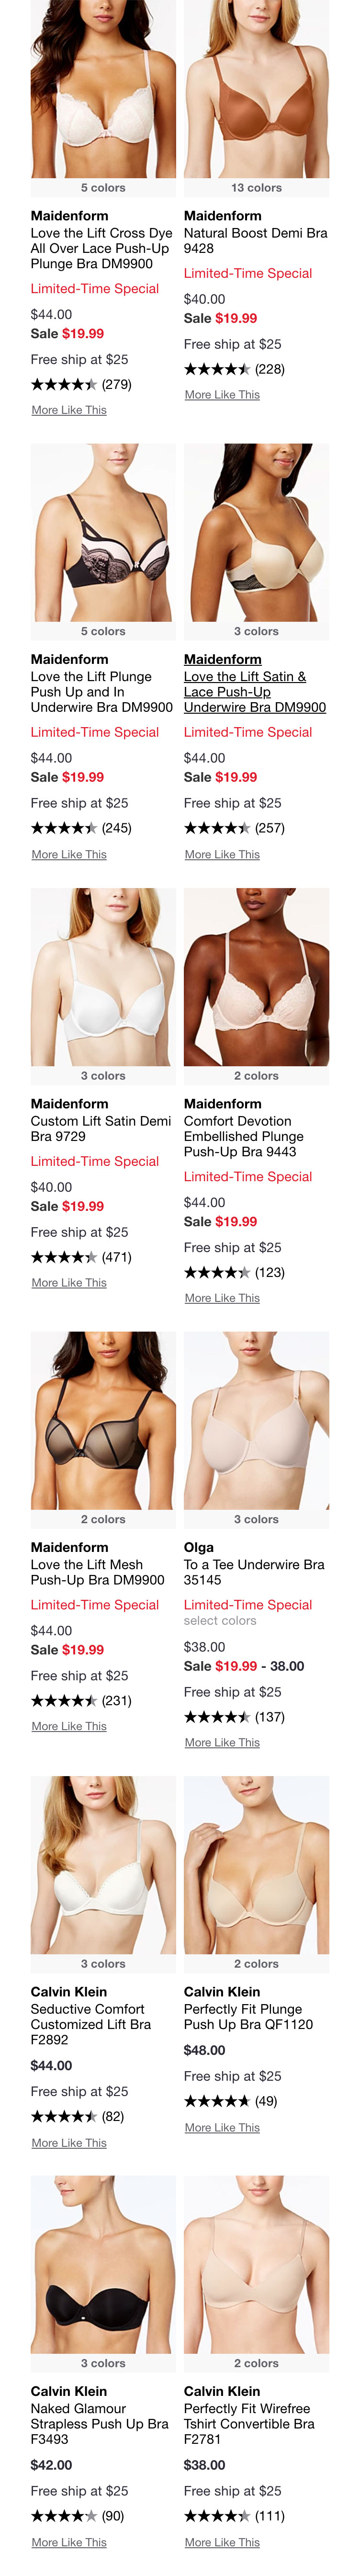 5 colors
Maidenform
Love the Lift Cross Dye
All Over Lace Push-Up
Plunge Bra DM9900
Limited-Time Special
$44.00
Sale $19.99
Free ship at $25
(279)
More Like This
13 colors
Maidenform
Natural Boost Demi Bra
9428
Limited-Time Special
$40.00
Sale $19.99
Free ship at $25
(228)
More Like This
5 colors
Maidenform
Love the Lift Plunge
Push Up and In
Underwire Bra DM9900
Limited-Time Special
$44.00
Sale $19.99
Free ship at $25
(245)
More Like This
3 colors
Maidenform
Love the Lift Satin &
Lace Push-Up
Underwire Bra DM9900
Limited-Time Special
$44.00
Sale $19.99
Free ship at $25
(257)
More Like This
3 colors
Maidenform
Custom Lift Satin Demi
Bra 9729
Limited-Time Special
$40.00
Sale $19.99
Free ship at $25
(471)
More Like This
2 colors
Maidenform
Comfort Devotion
Embellished Plunge
Push-Up Bra 9443
Limited-Time Special
$44.00
Sale $19.99
Free ship at $25
(123)
More Like This
2 colors
Maidenform
Love the Lift Mesh
Push-Up Bra DM9900
Limited-Time Special
$44.00
Sale $19.99
Free ship at $25
(231)
More Like This
3 colors
Olga
To a Tee Underwire Bra
35145
Limited-Time Special
select colors
$38.00
Sale $19.99 - 38.00
Free ship at $25
(137)
More Like This
3 colors
Calvin Klein
Seductive Comfort
Customized Lift Bra
F2892
$44.00
Free ship at $25
(82)
More Like This
2 colors
Calvin Klein
Perfectly Fit Plunge
Push Up Bra QF1120
$48.00
Free ship at $25
(49)
More Like This
3 colors
Calvin Klein
Naked Glamour
Strapless Push Up Bra
F3493
$42.00
Free ship at $25
(90)
More Like This
2 colors
Calvin Klein
Perfectly Fit Wirefree
Tshirt Convertible Bra
F2781
$38.00
Free ship at $25
(111)
More Like This